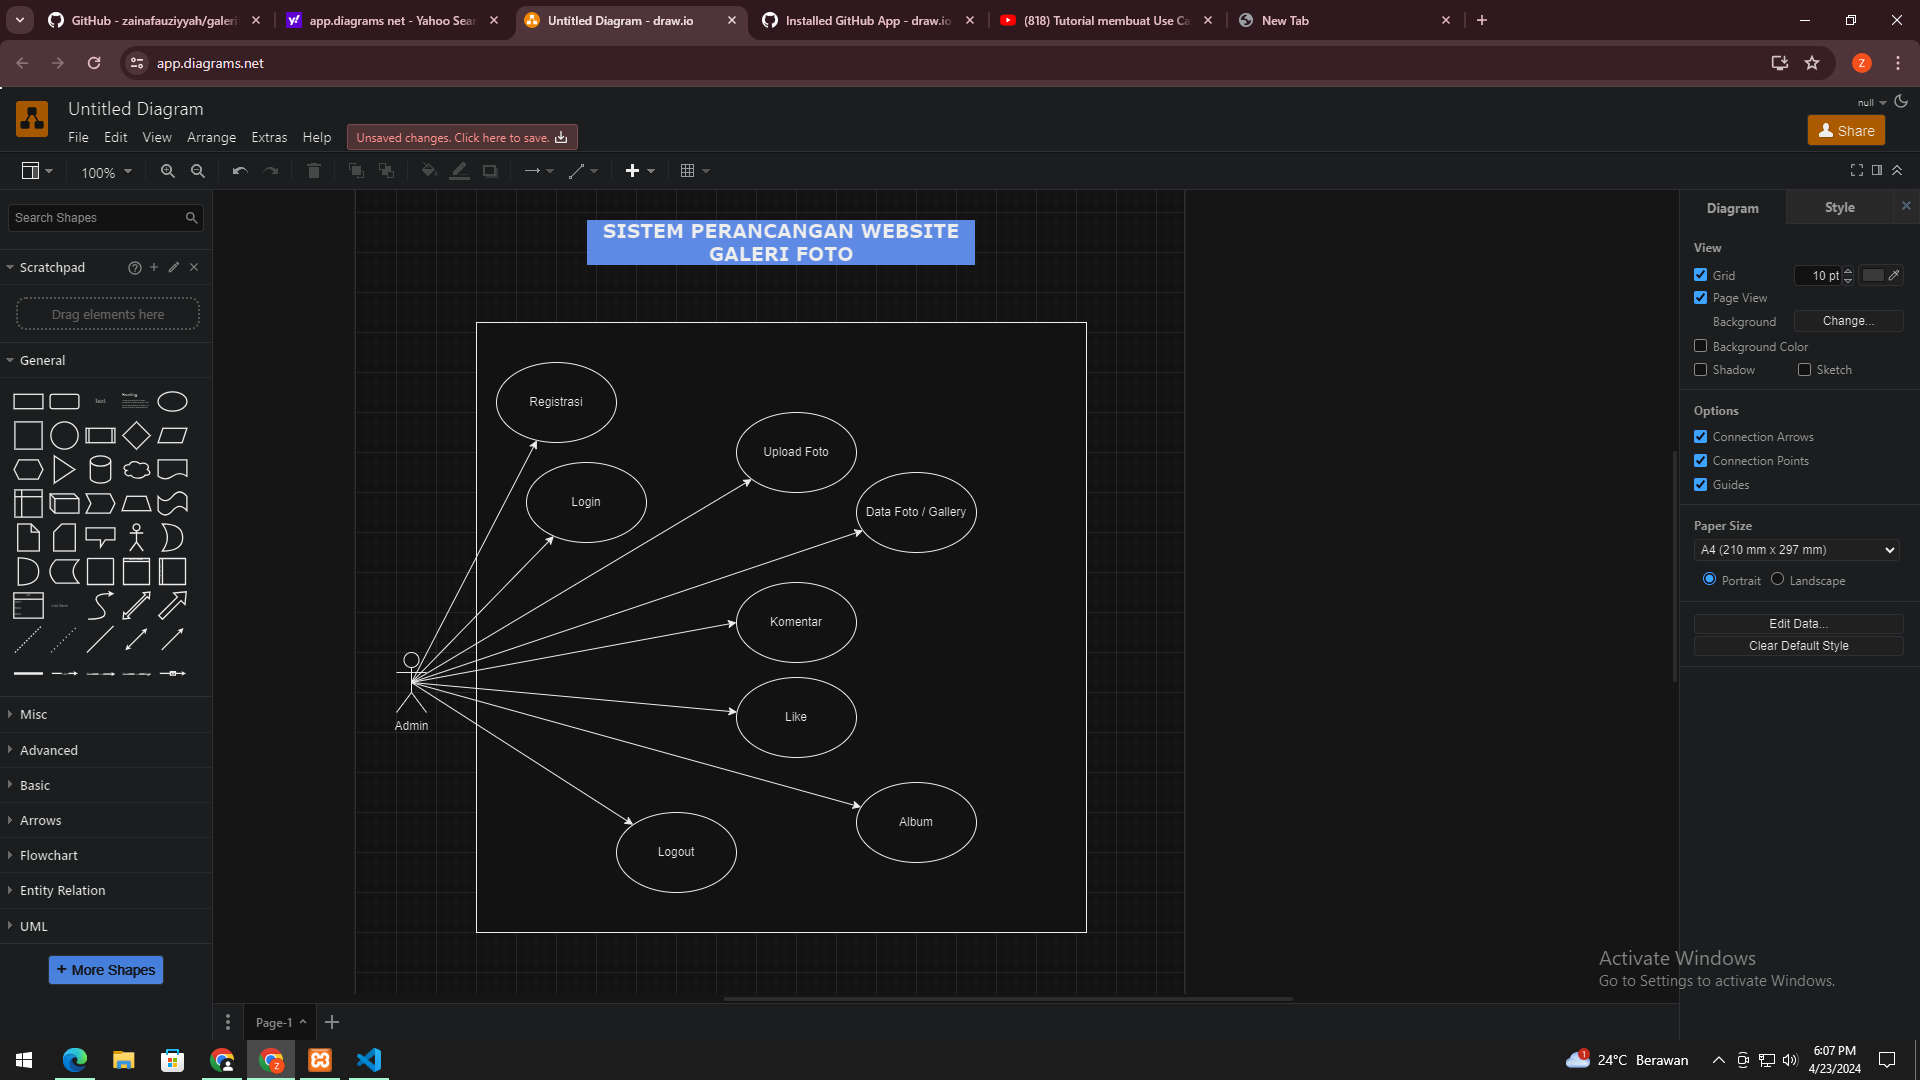 GitHub - zainafauziyyah/galeri
app.diagrams net - Yahoo Sear
Untitled Diagram - draw.io
Installed GitHub App - draw.io
(818) Tutorial membuat Use Ca
New Tab
app.diagrams.net
Z
Untitled Diagram
null
File Edit View Arrange Extras Help
Unsaved changes. Click here to save.
Share
100%
Search Shapes
Scratchpad
Drag elements here
General
Text
Heading
Misc
Advanced
Basic
Arrows
Flowchart
Entity Relation
UML
+ More Shapes
SISTEM PERANCANGAN WEBSITE
GALERI FOTO
Registrasi
Upload Foto
Login
Data Foto / Gallery
Komentar
Like
Admin
Album
Logout
Diagram Style
View
Grid 10 pt
Page View
Background Change...
Background Color
Shadow Sketch
Options
Connection Arrows
Connection Points
Guides
Paper Size
A4 (210 mm x 297 mm)
Portrait Landscape
Edit Data...
Clear Default Style
Activate Windows
Go to Settings to activate Windows.
Page-1
Z
1
24°C Berawan
6:07 PM
4/23/2024